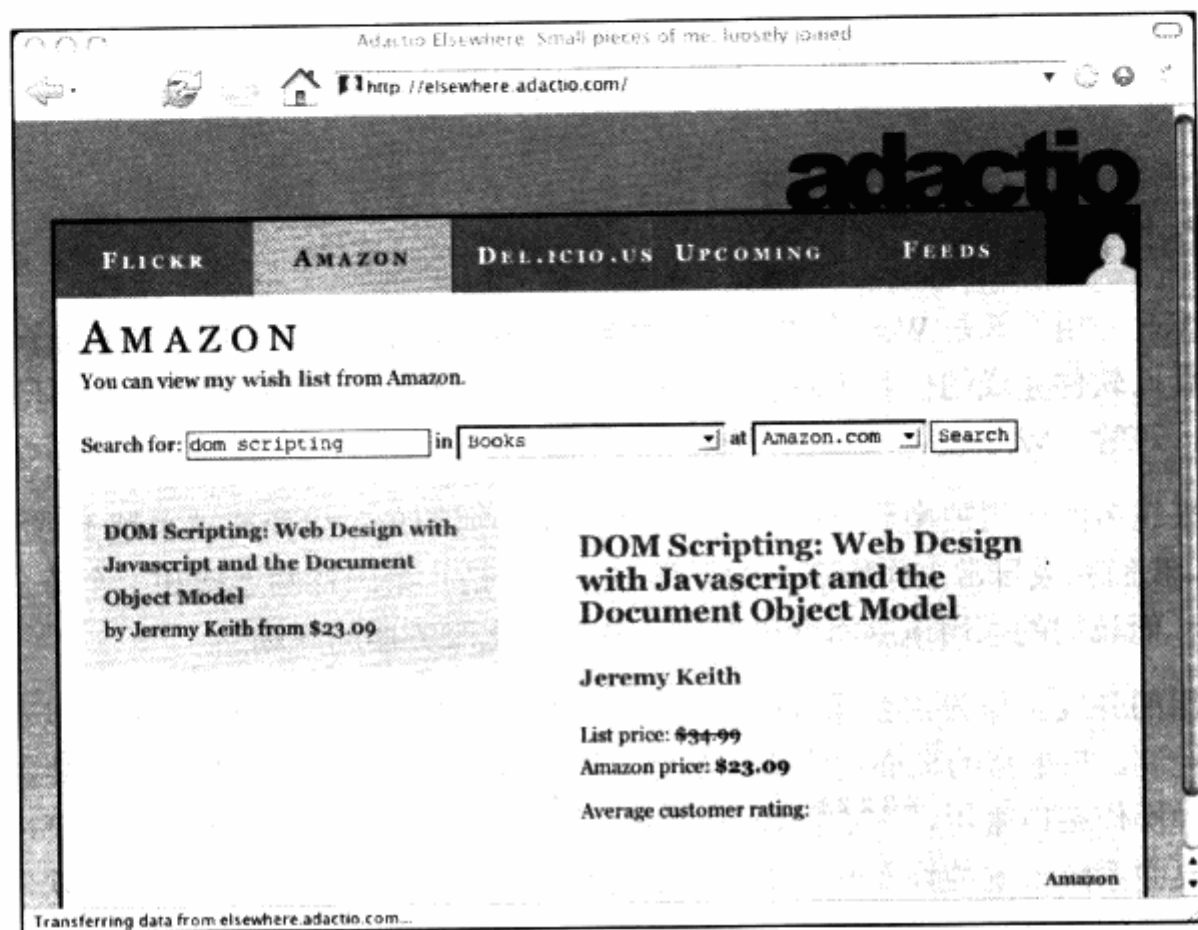 Adactio Elsewhere. Small pieces of me, loosely joined
http://elsewhere.adactio.com/
adactio
FLICKR AMAZON DEL.ICIO.US UPCOMING FEEDS
AMAZON
You can view my wish list from Amazon.
Search for: dom scripting in Books at Amazon.com Search
DOM Scripting: Web Design with
Javascript and the Document
Object Model
by Jeremy Keith from $23.09
DOM Scripting: Web Design
with Javascript and the
Document Object Model
Jeremy Keith
List price: $34.99
Amazon price: $23.09
Average customer rating:
Amazon
Transferring data from elsewhere.adactio.com...